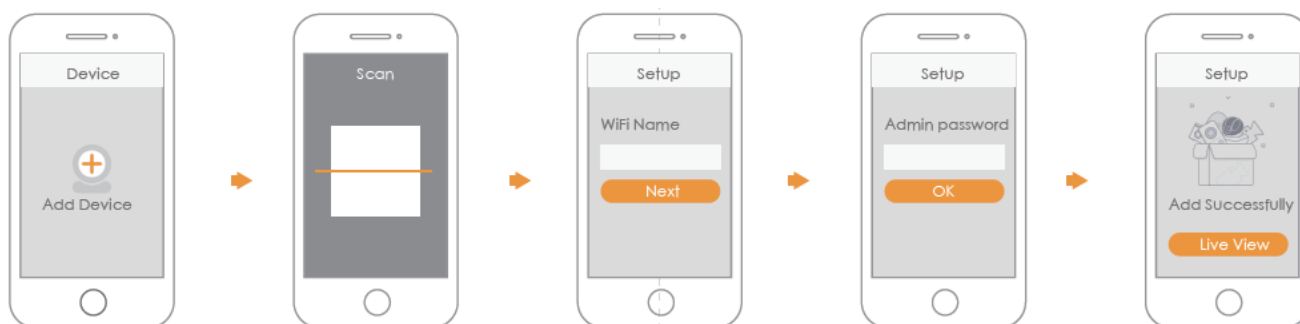 Device
Add Device
Scan
Setup
WiFi Name
Next
Setup
Admin password
OK
Setup
Add Successfully
Live View